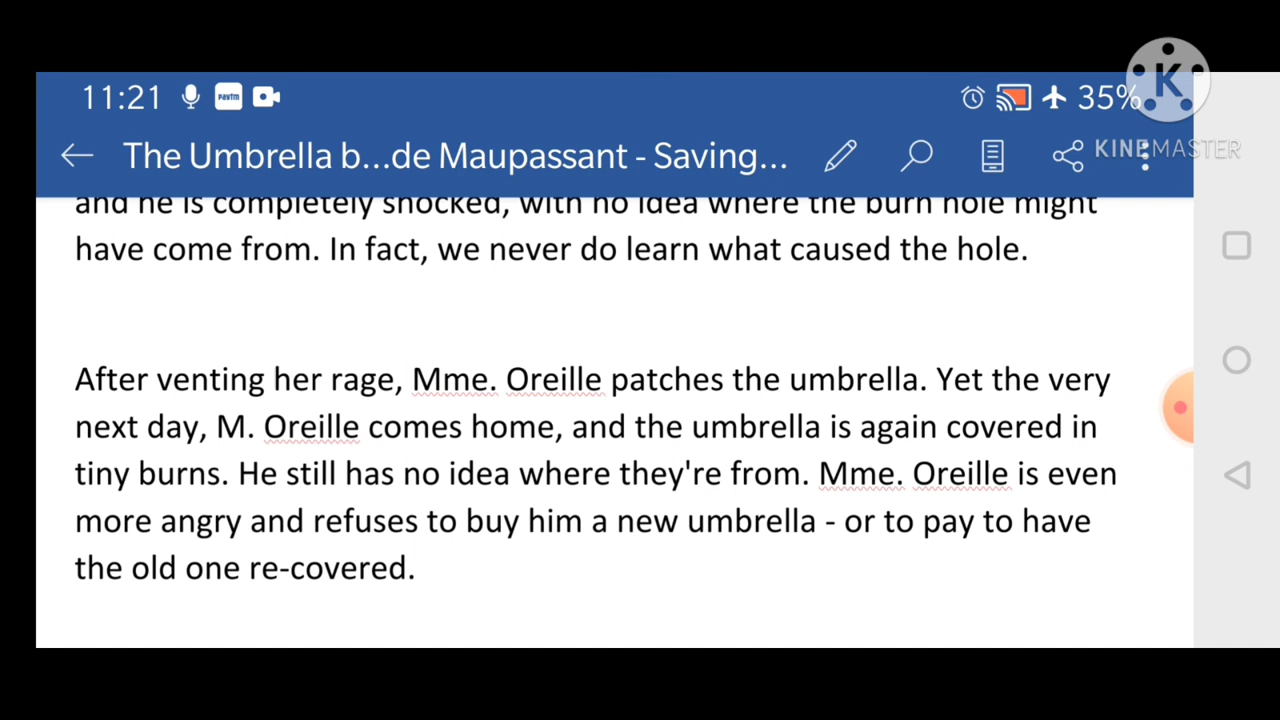 11:21 paytm 35%
K
KINEMASTER
The Umbrella b...de Maupassant - Saving...
and he is completely shocked, with no idea where the burn hole might
have come from. In fact, we never do learn what caused the hole.
After venting her rage, Mme. Oreille patches the umbrella. Yet the very
next day, M. Oreille comes home, and the umbrella is again covered in
tiny burns. He still has no idea where they're from. Mme. Oreille is even
more angry and refuses to buy him a new umbrella - or to pay to have
the old one re-covered.